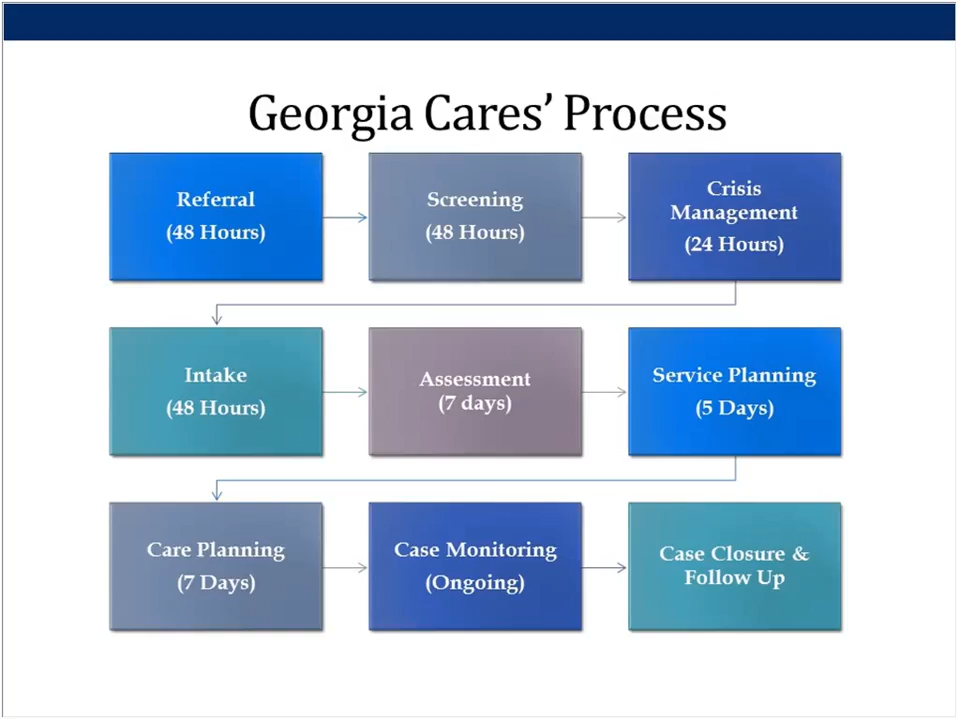 Georgia Cares’ Process
Referral
(48 Hours)
Screening
(48 Hours)
Crisis
Management
(24 Hours)
Intake
(48 Hours)
Assessment
(7 days)
Service Planning
(5 Days)
Care Planning
(7 Days)
Case Monitoring
(Ongoing)
Case Closure &
Follow Up